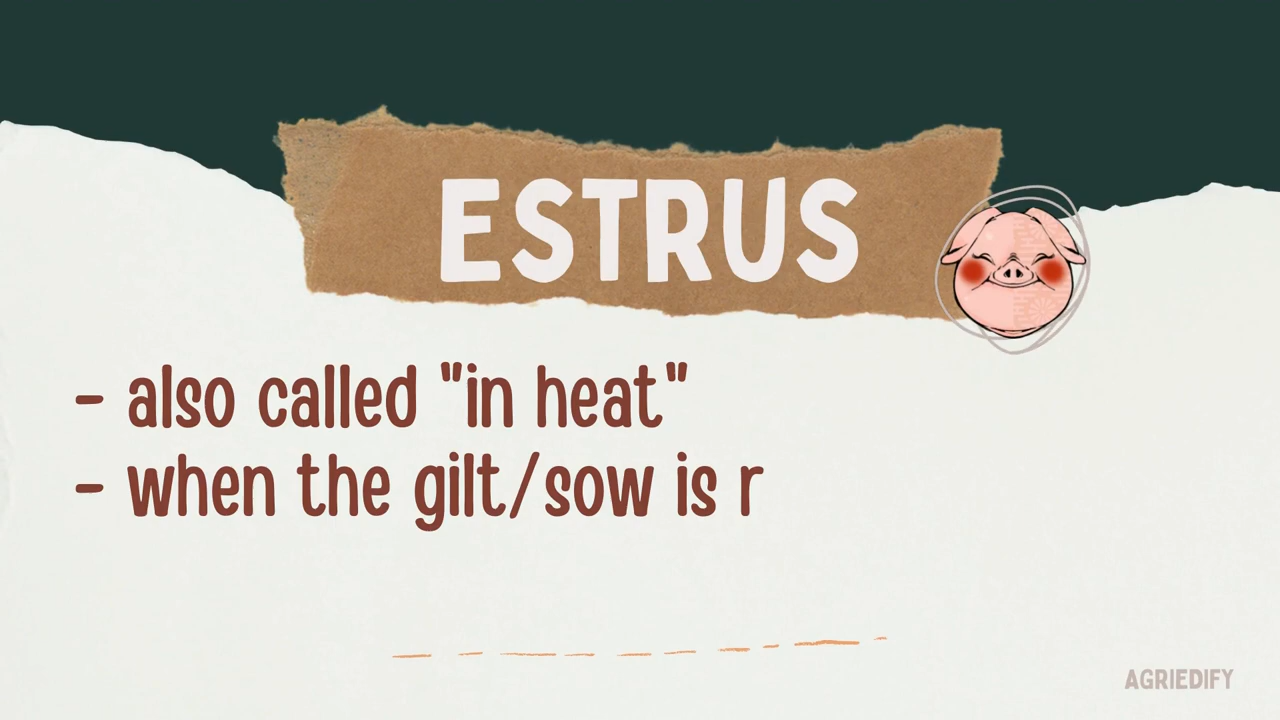 ESTRUS
- also called "in heat"
- when the gilt/sow is r
AGRIEDIFY